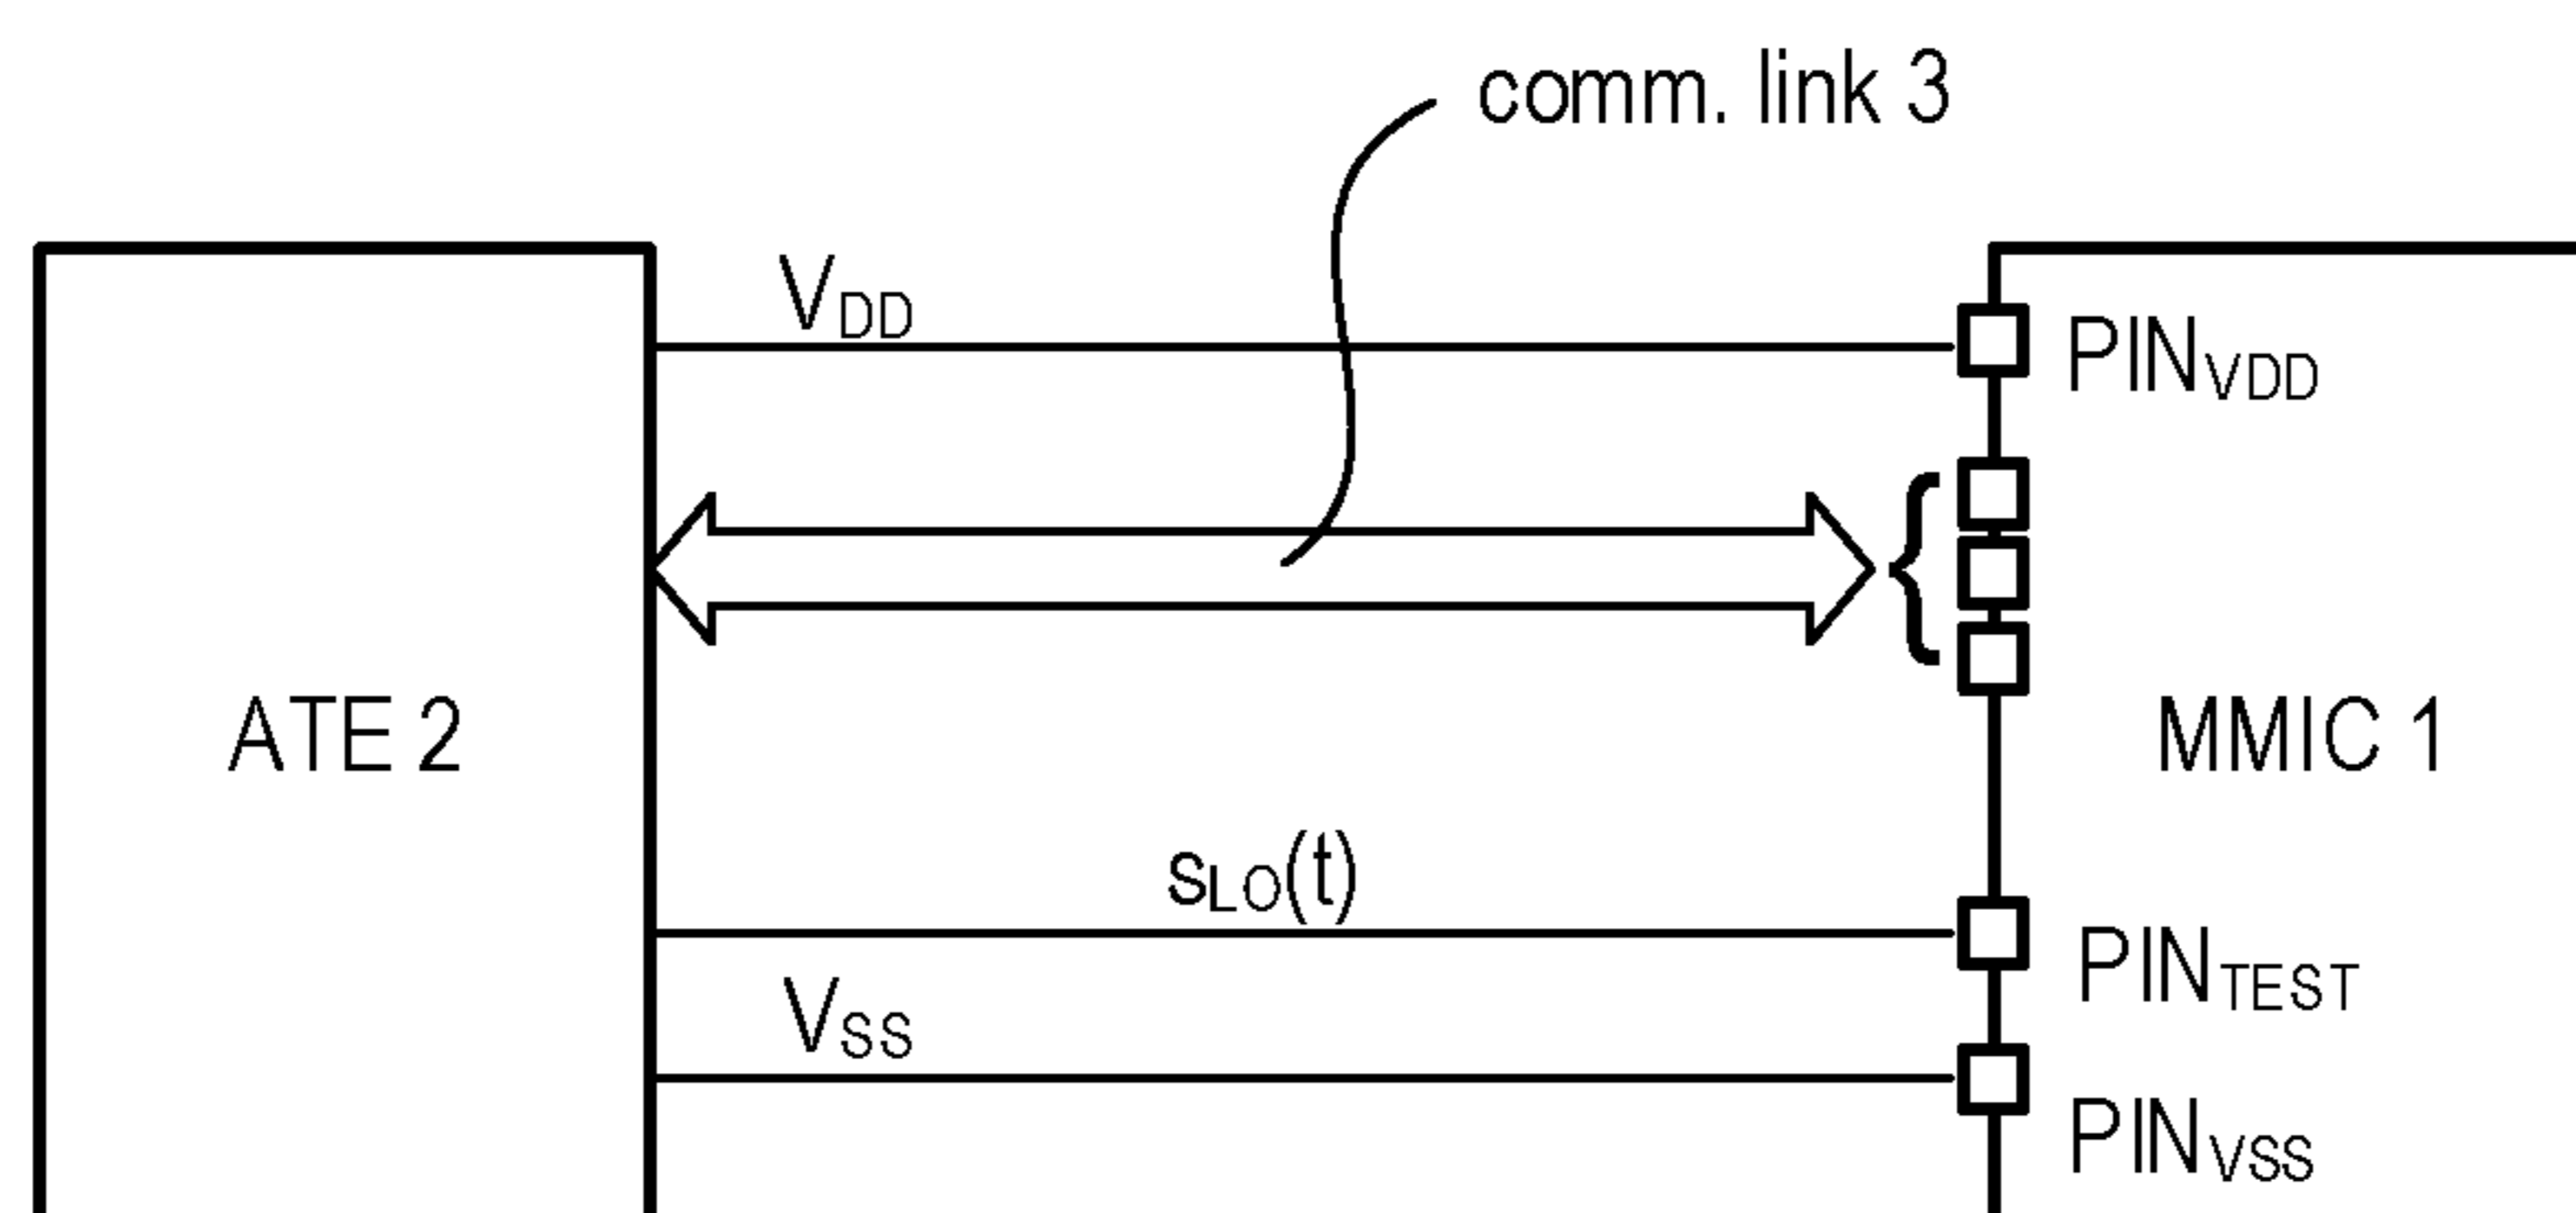 comm. link 3
VDD
PINVDD
ATE 2
MMIC 1
sLO(t)
PINTEST
VSS
PINVSS